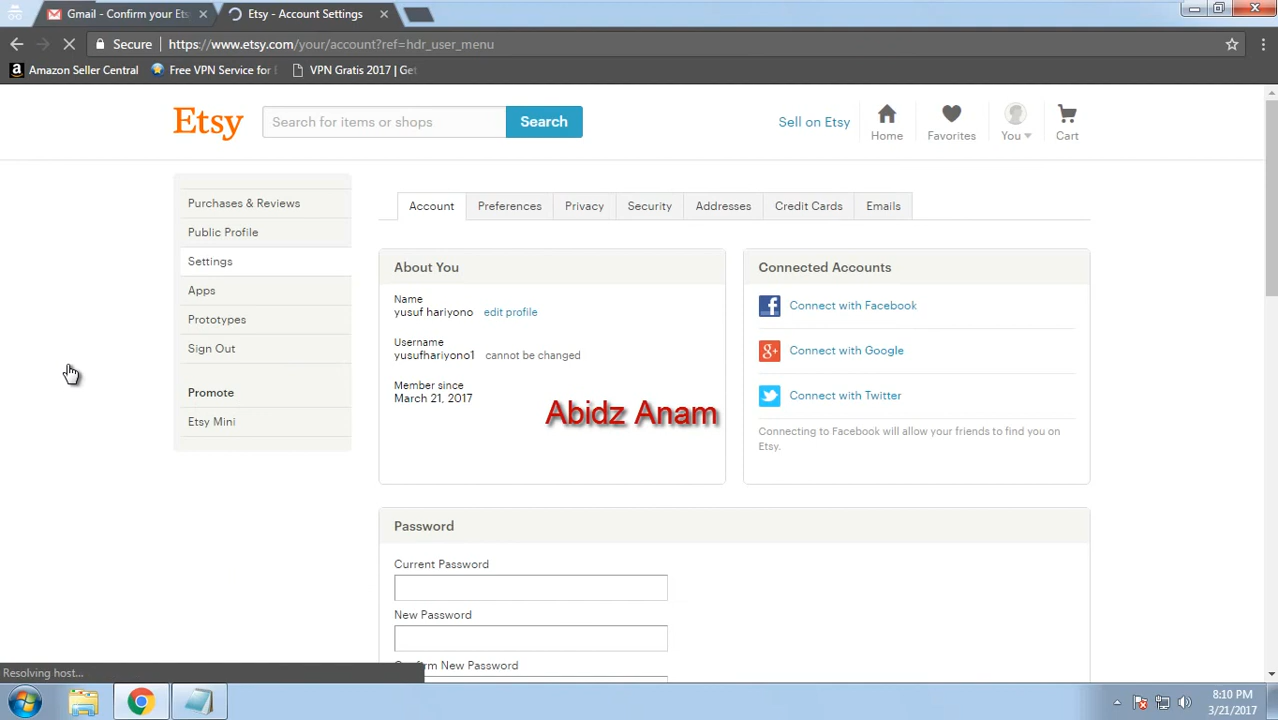 Gmail - Confirm your Ets
Etsy - Account Settings
Secure https://www.etsy.com/your/account?ref=hdr_user_menu
Amazon Seller Central
Free VPN Service for
VPN Gratis 2017 | Get
Etsy
Search for items or shops
Search
Sell on Etsy
Home
Favorites
You
Cart
Purchases & Reviews
Public Profile
Settings
Apps
Prototypes
Sign Out
Promote
Etsy Mini
Account
Preferences
Privacy
Security
Addresses
Credit Cards
Emails
About You
Name
yusuf hariyono edit profile
Username
yusufhariyono1 cannot be changed
Member since
March 21, 2017
Abidz Anam
Connected Accounts
Connect with Facebook
Connect with Google
Connect with Twitter
Connecting to Facebook will allow your friends to find you on
Etsy.
Password
Current Password
New Password
Confirm New Password
Resolving host...
8:10 PM
3/21/2017